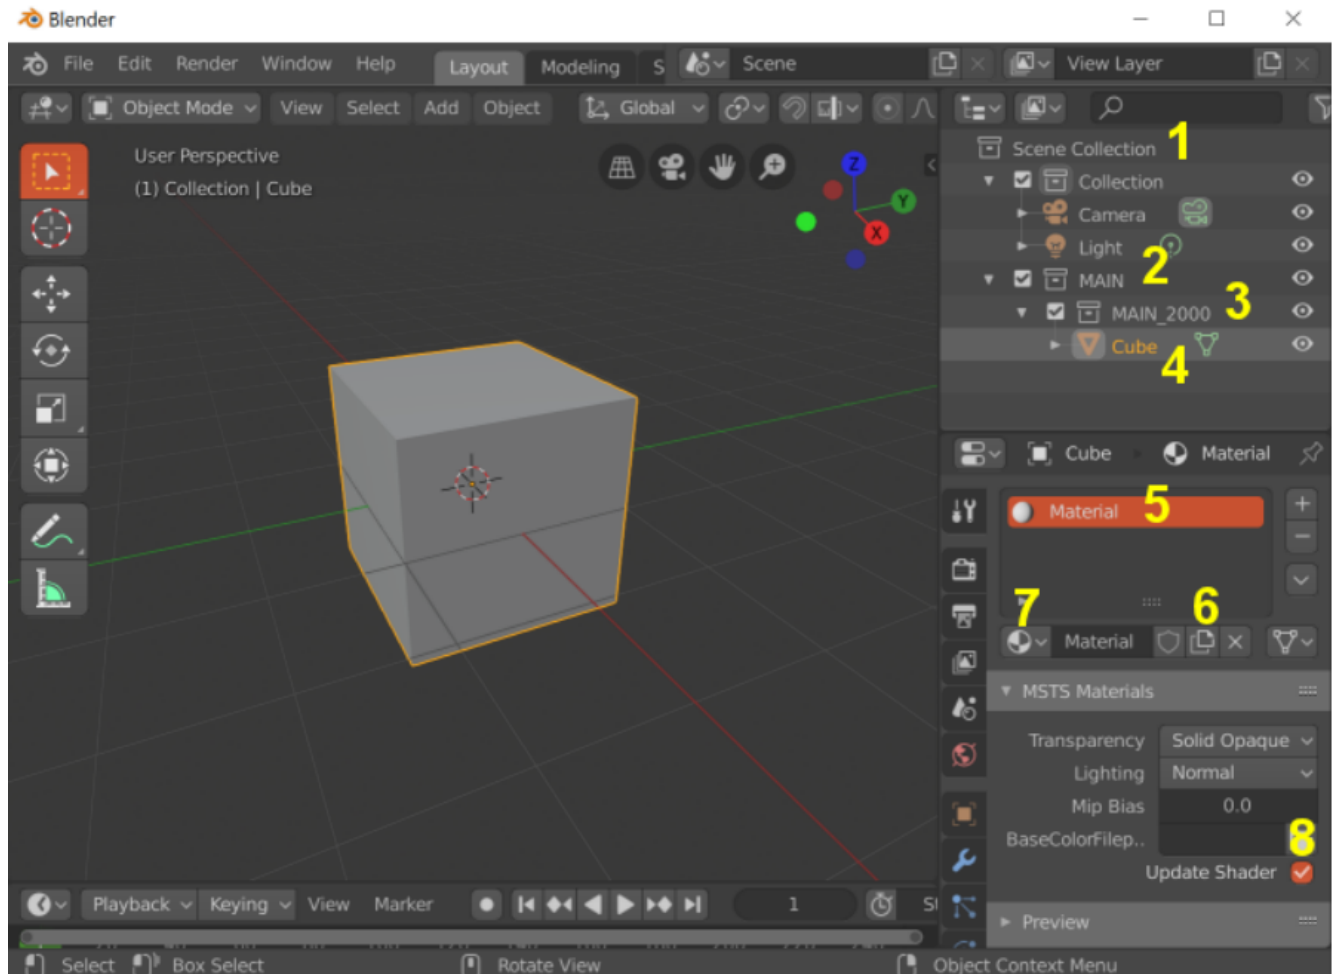 Blender
File Edit Render Window Help Layout Modeling S Scene View Layer
Object Mode View Select Add Object Global
User Perspective
(1) Collection | Cube
Z
Y
X
1
Scene Collection
Collection
Camera
Light
2
MAIN
3
MAIN_2000
Cube
4
Cube Material
5
Material
7 6
Material
MSTS Materials
Transparency Solid Opaque
Lighting Normal
Mip Bias 0.0
BaseColorFilep..
8
Update Shader
Preview
Playback Keying View Marker 1
Select Box Select Rotate View Object Context Menu